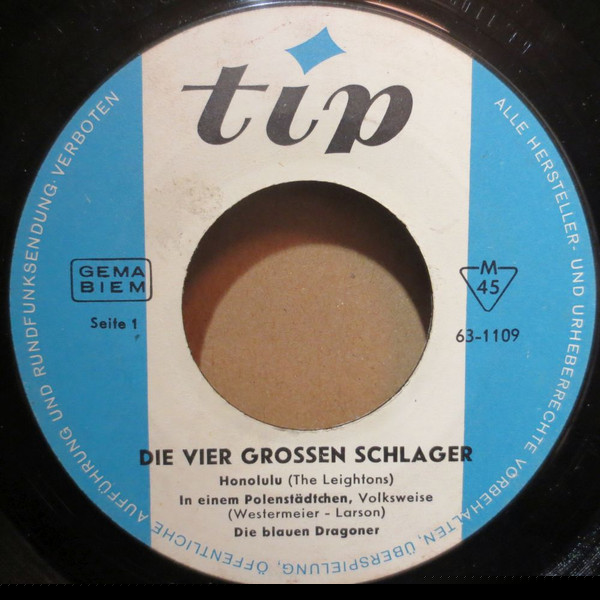 tip
ALLE HERSTELLER- UND URHEBERRECHTE VORBEHALTEN, ÜBERSPIELUNG, ÖFFENTLICHE AUFFÜHRUNG UND RUNDFUNKSENDUNG VERBOTEN
GEMA
BIEM
M
45
Seite 1
63-1109
DIE VIER GROSSEN SCHLAGER
Honolulu (The Leightons)
In einem Polenstädtchen, Volksweise
(Westermeier - Larson)
Die blauen Dragoner